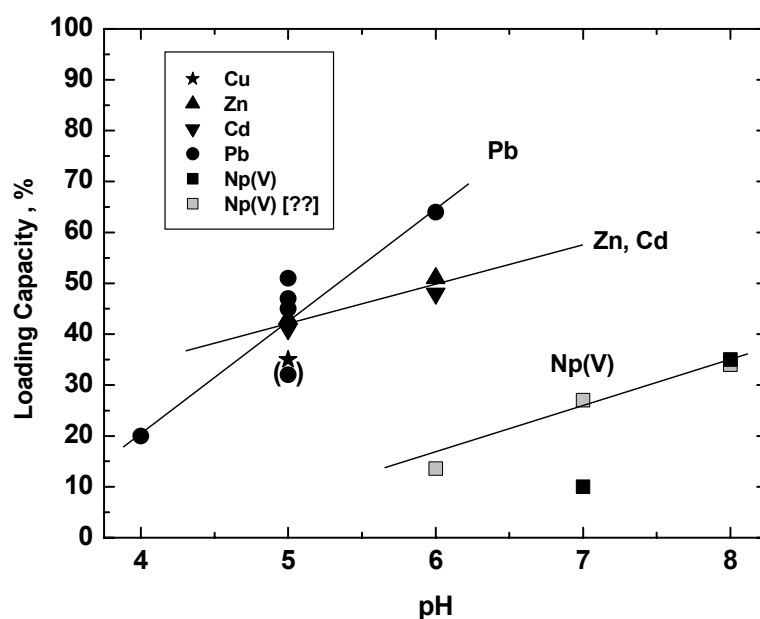 100
90
80
70
60
50
40
30
20
10
0
Loading Capacity , %
Cu
Zn
Cd
Pb
Np(V)
Np(V) [??]
Pb
Zn, Cd
Np(V)
( )
4 5 6 7 8
pH